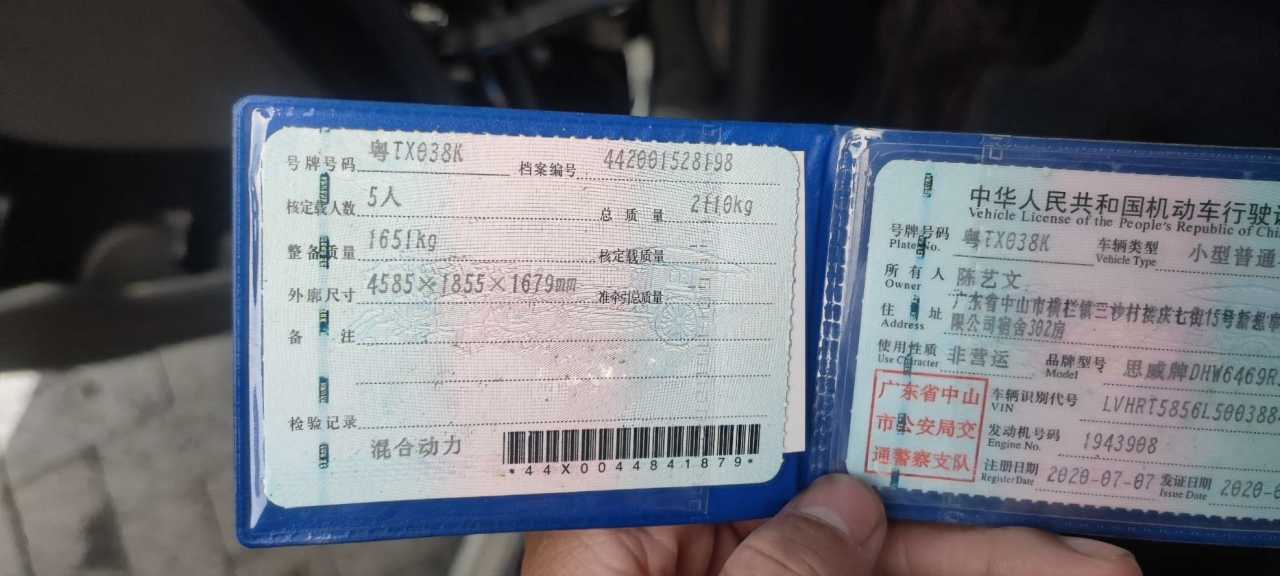 号牌号码 粤TX038K 档案编号 442001528198
核定载人数 5人 总质量 2110kg
整备质量 1651kg 核定载质量 --
外廓尺寸 4585×1855×1679mm 准牵引总质量 --
备注
检验记录
混合动力
*44X0044841879*
中华人民共和国机动车行驶
Vehicle License of the People's Republic of
号牌号码 粤TX038K 车辆类型 小型普通
Plate No. Vehicle Type
所有人 陈艺文
Owner
住址 广东省中山市横栏镇三沙村 庆七街15号新想
Address 限公司宿舍302房
使用性质 非营运 品牌型号 思威牌DHW6469R
Use Character Model
广东省中山
市公安局交
通警察支队
车辆识别代号 LVHRT5856L500388
VIN
发动机号码 1943908
Engine No.
注册日期 2020-07-07 发证日期 2020-
Register Date Issue Date